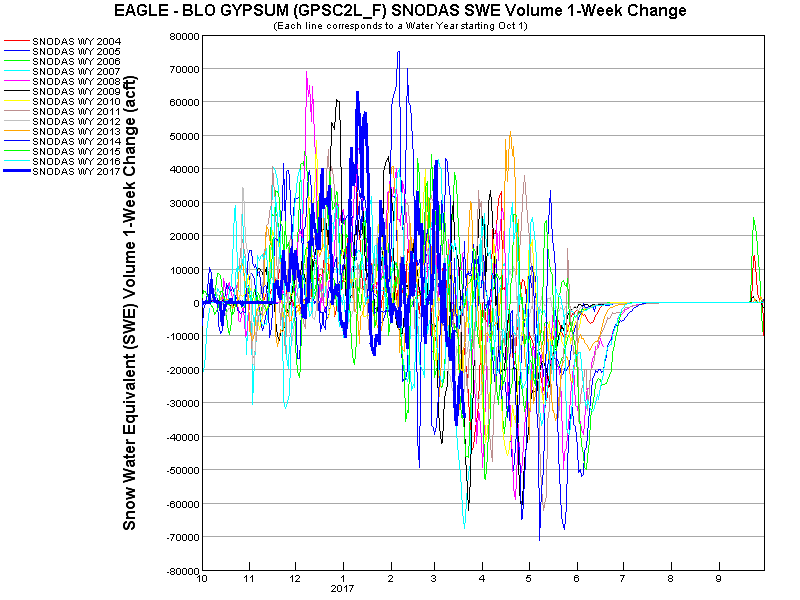 EAGLE - BLO GYPSUM (GPSC2L_F) SNODAS SWE Volume 1-Week Change
(Each line corresponds to a Water Year starting Oct 1)
SNODAS WY 2004
SNODAS WY 2005
SNODAS WY 2006
SNODAS WY 2007
SNODAS WY 2008
SNODAS WY 2009
SNODAS WY 2010
SNODAS WY 2011
SNODAS WY 2012
SNODAS WY 2013
SNODAS WY 2014
SNODAS WY 2015
SNODAS WY 2016
SNODAS WY 2017
Snow Water Equivalent (SWE) Volume 1-Week Change (acft)
80000
70000
60000
50000
40000
30000
20000
10000
0
-10000
-20000
-30000
-40000
-50000
-60000
-70000
-80000
10 11 12 1 2 3 4 5 6 7 8 9
2017